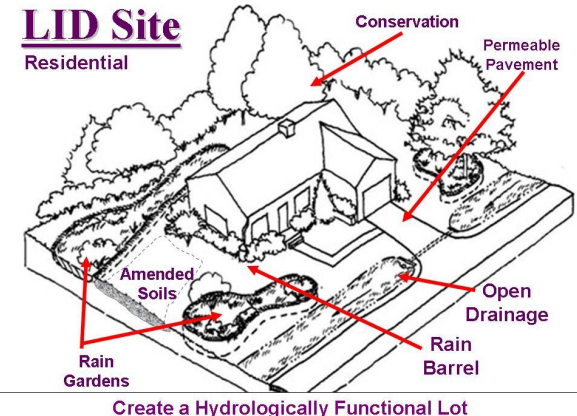 LID Site
Residential
Conservation
Permeable
Pavement
Amended
Soils
Open
Drainage
Rain
Barrel
Rain
Gardens
Create a Hydrologically Functional Lot